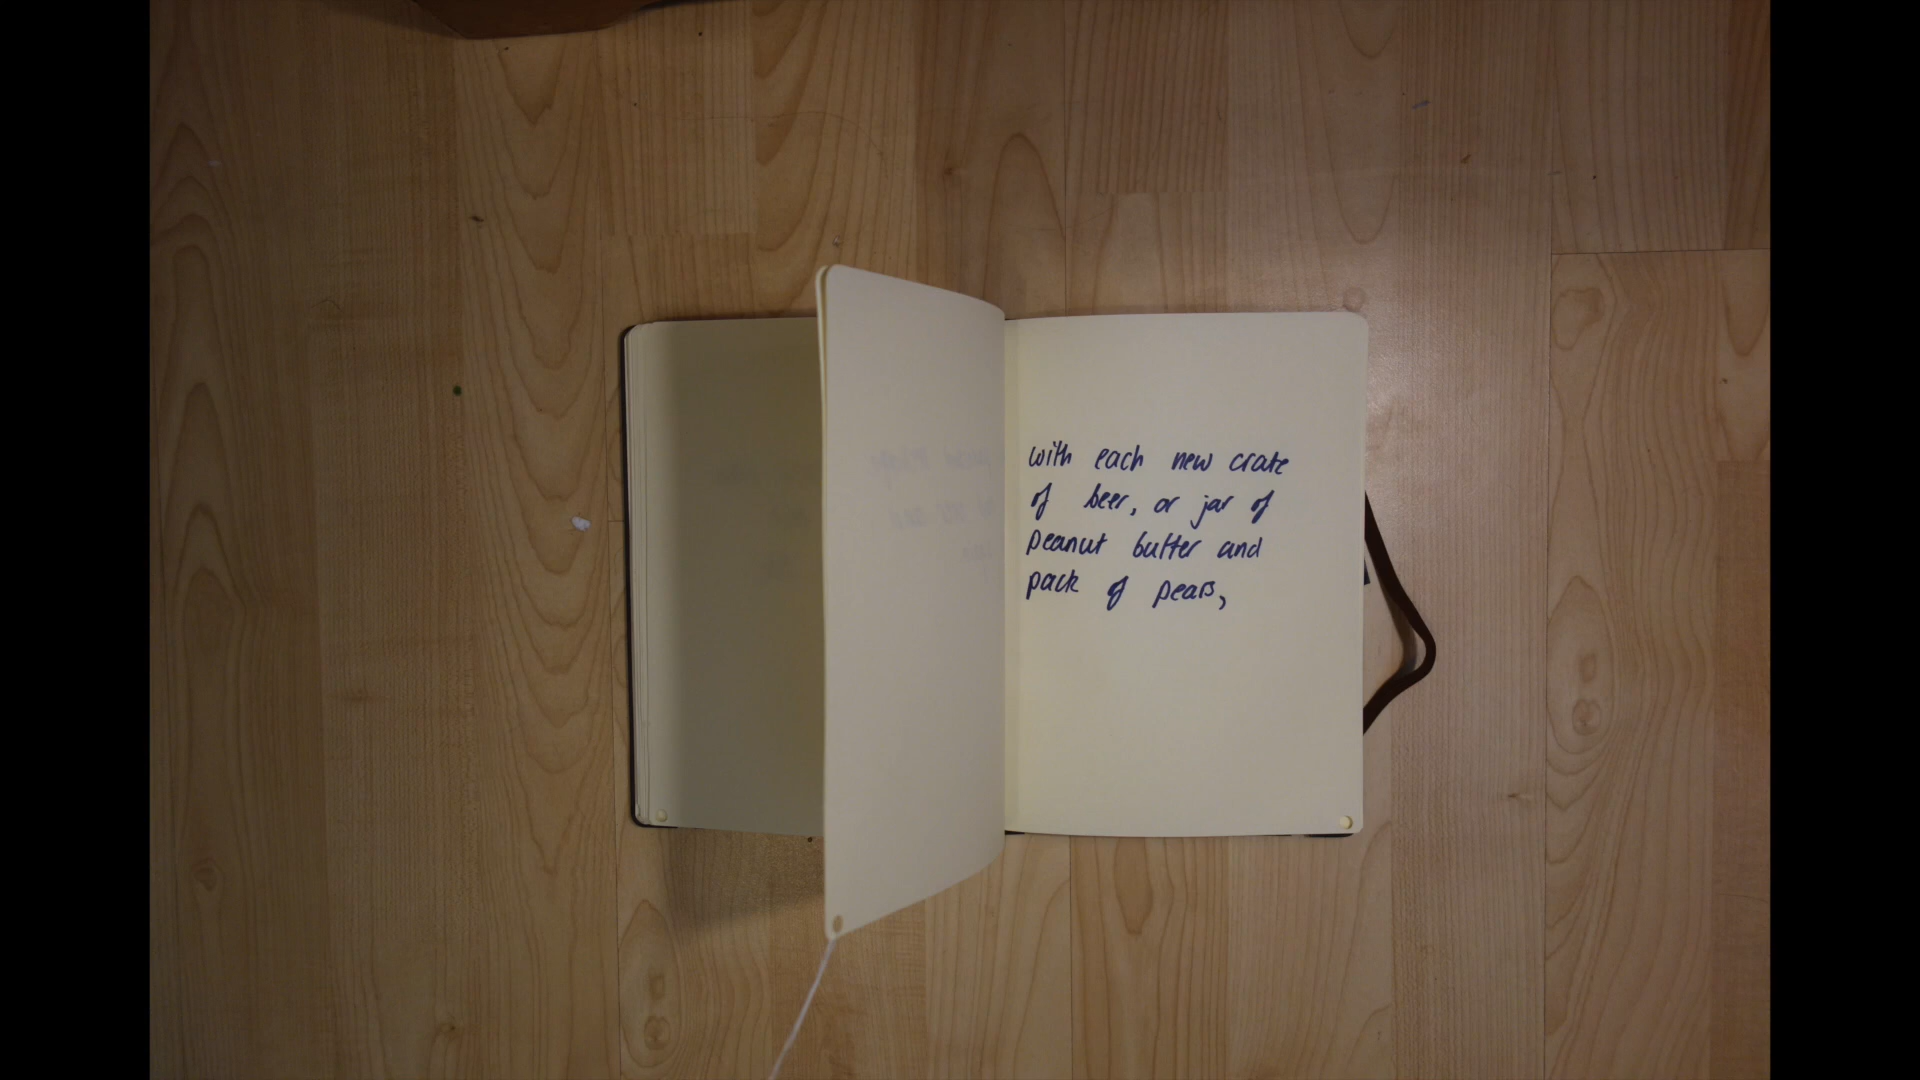 with each new crate
of beer, or jar of
peanut butter and
pack of pears,